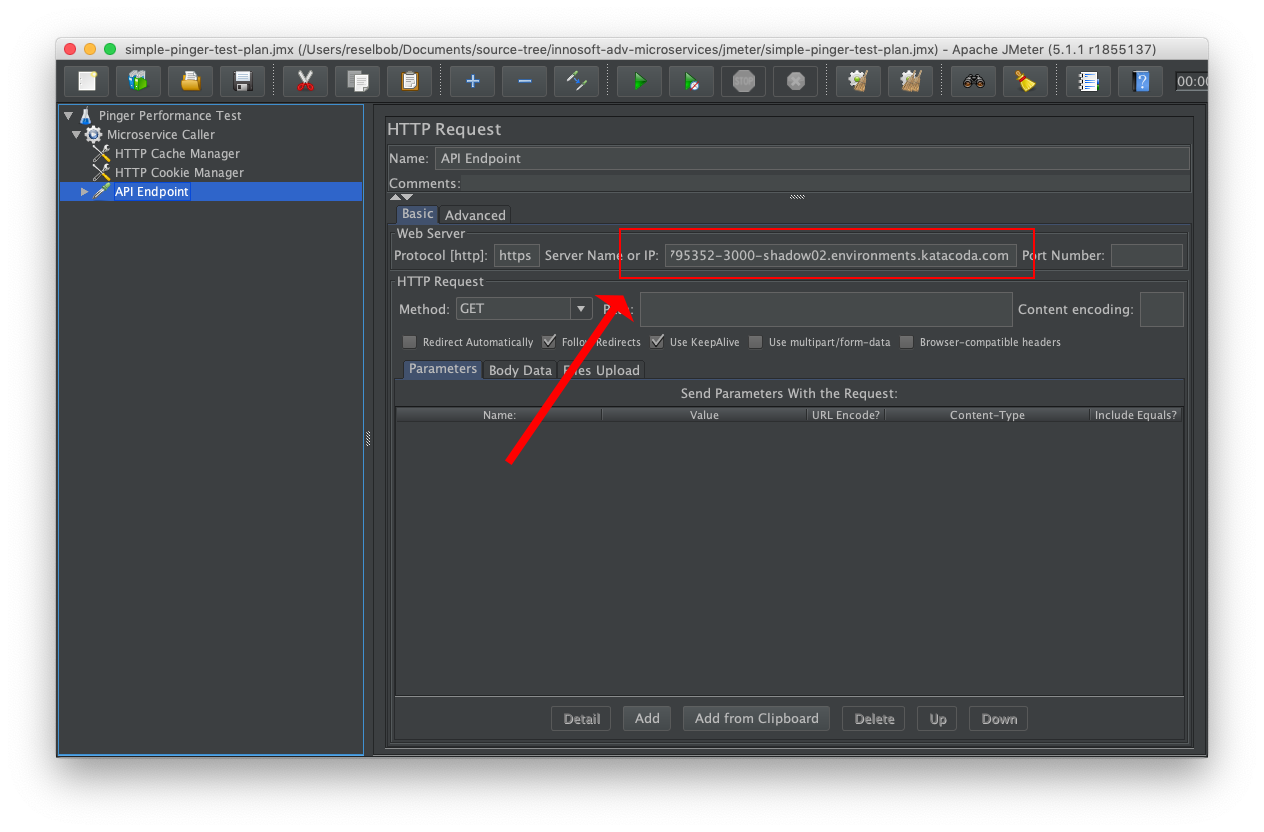 simple-pinger-test-plan.jmx (/Users/reselbob/Documents/source-tree/innosoft-adv-microservices/jmeter/simple-pinger-test-plan.jmx) - Apache JMeter (5.1.1 r1855137)
STOP
?
00:00
Pinger Performance Test
Microservice Caller
HTTP Cache Manager
HTTP Cookie Manager
API Endpoint
HTTP Request
Name: API Endpoint
Comments:
Basic Advanced
Web Server
Protocol [http]: https Server Name or IP: 795352-3000-shadow02.environments.katacoda.com Port Number:
HTTP Request
Method: GET Path: Content encoding:
Redirect Automatically Follow Redirects Use KeepAlive Use multipart/form-data Browser-compatible headers
Parameters Body Data Files Upload
Send Parameters With the Request:
Name: Value URL Encode? Content-Type Include Equals?
Detail Add Add from Clipboard Delete Up Down